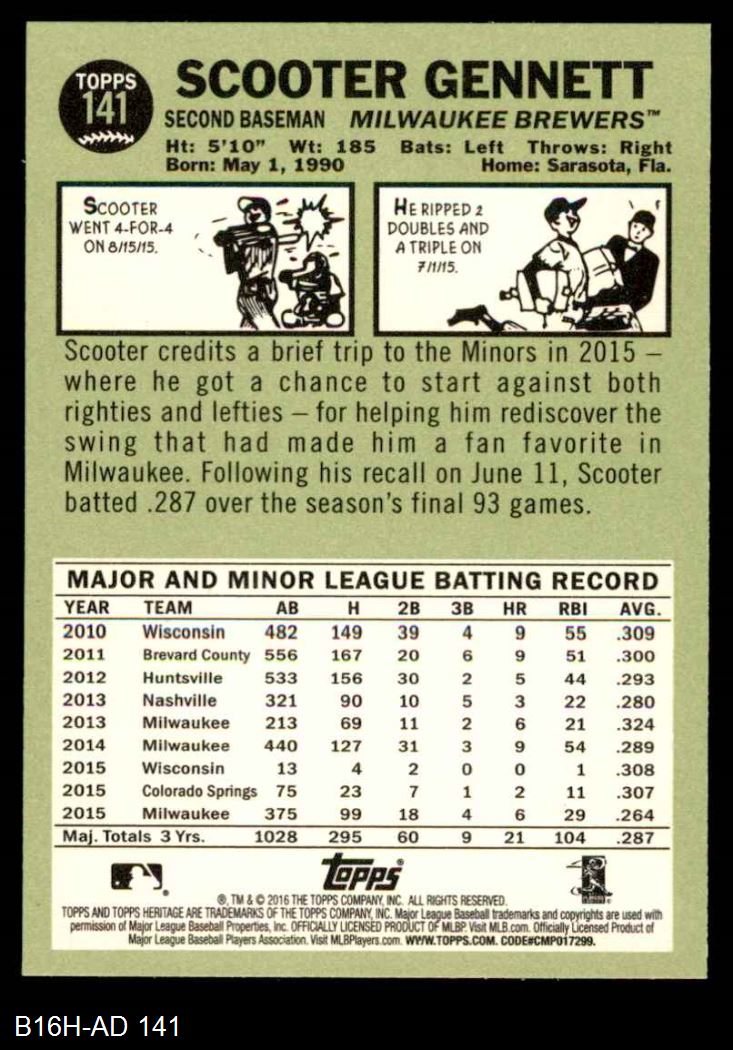 TOPPS
141
SCOOTER GENNETT
SECOND BASEMAN MILWAUKEE BREWERS™
Ht: 5'10" Wt: 185 Bats: Left Throws: Right
Born: May 1, 1990 Home: Sarasota, Fla.
SCOOTER
WENT 4-FOR-4
ON 8/15/15.
HE RIPPED 2
DOUBLES AND
A TRIPLE ON
7/1/15.
Scooter credits a brief trip to the Minors in 2015 –
where he got a chance to start against both
righties and lefties – for helping him rediscover the
swing that had made him a fan favorite in
Milwaukee. Following his recall on June 11, Scooter
batted .287 over the season's final 93 games.
MAJOR AND MINOR LEAGUE BATTING RECORD
YEAR TEAM AB H 2B 3B HR RBI AVG.
2010 Wisconsin 482 149 39 4 9 55 .309
2011 Brevard County 556 167 20 6 9 51 .300
2012 Huntsville 533 156 30 2 5 44 .293
2013 Nashville 321 90 10 5 3 22 .280
2013 Milwaukee 213 69 11 2 6 21 .324
2014 Milwaukee 440 127 31 3 9 54 .289
2015 Wisconsin 13 4 2 0 0 1 .308
2015 Colorado Springs 75 23 7 1 2 11 .307
2015 Milwaukee 375 99 18 4 6 29 .264
Maj. Totals 3 Yrs. 1028 295 60 9 21 104 .287
Topps®
®, TM & © 2016 THE TOPPS COMPANY, INC. ALL RIGHTS RESERVED.
TOPPS AND TOPPS HERITAGE ARE TRADEMARKS OF THE TOPPS COMPANY, INC. Major League Baseball trademarks and copyrights are used with
permission of Major League Baseball Properties, Inc. OFFICIALLY LICENSED PRODUCT OF MLBP. Visit MLB.com. Officially Licensed Product of
Major League Baseball Players Association. Visit MLBPlayers.com. WWW.TOPPS.COM. CODE#CMP017299.
B16H-AD 141